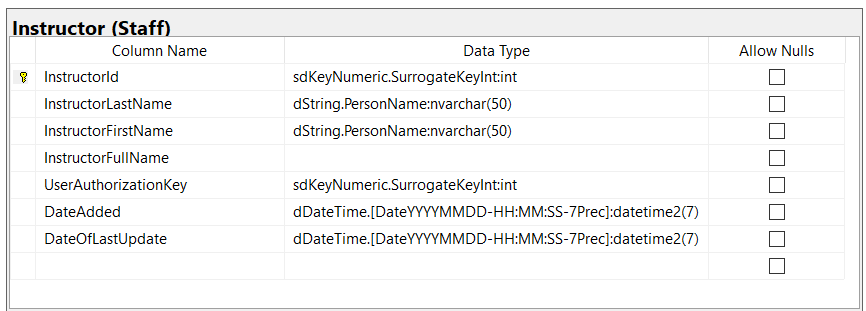 Instructor (Staff)
Column Name Data Type Allow Nulls
InstructorId sdKeyNumeric.SurrogateKeyInt:int
InstructorLastName dString.PersonName:nvarchar(50)
InstructorFirstName dString.PersonName:nvarchar(50)
InstructorFullName
UserAuthorizationKey sdKeyNumeric.SurrogateKeyInt:int
DateAdded dDateTime.[DateYYYYMMDD-HH:MM:SS-7Prec]:datetime2(7)
DateOfLastUpdate dDateTime.[DateYYYYMMDD-HH:MM:SS-7Prec]:datetime2(7)